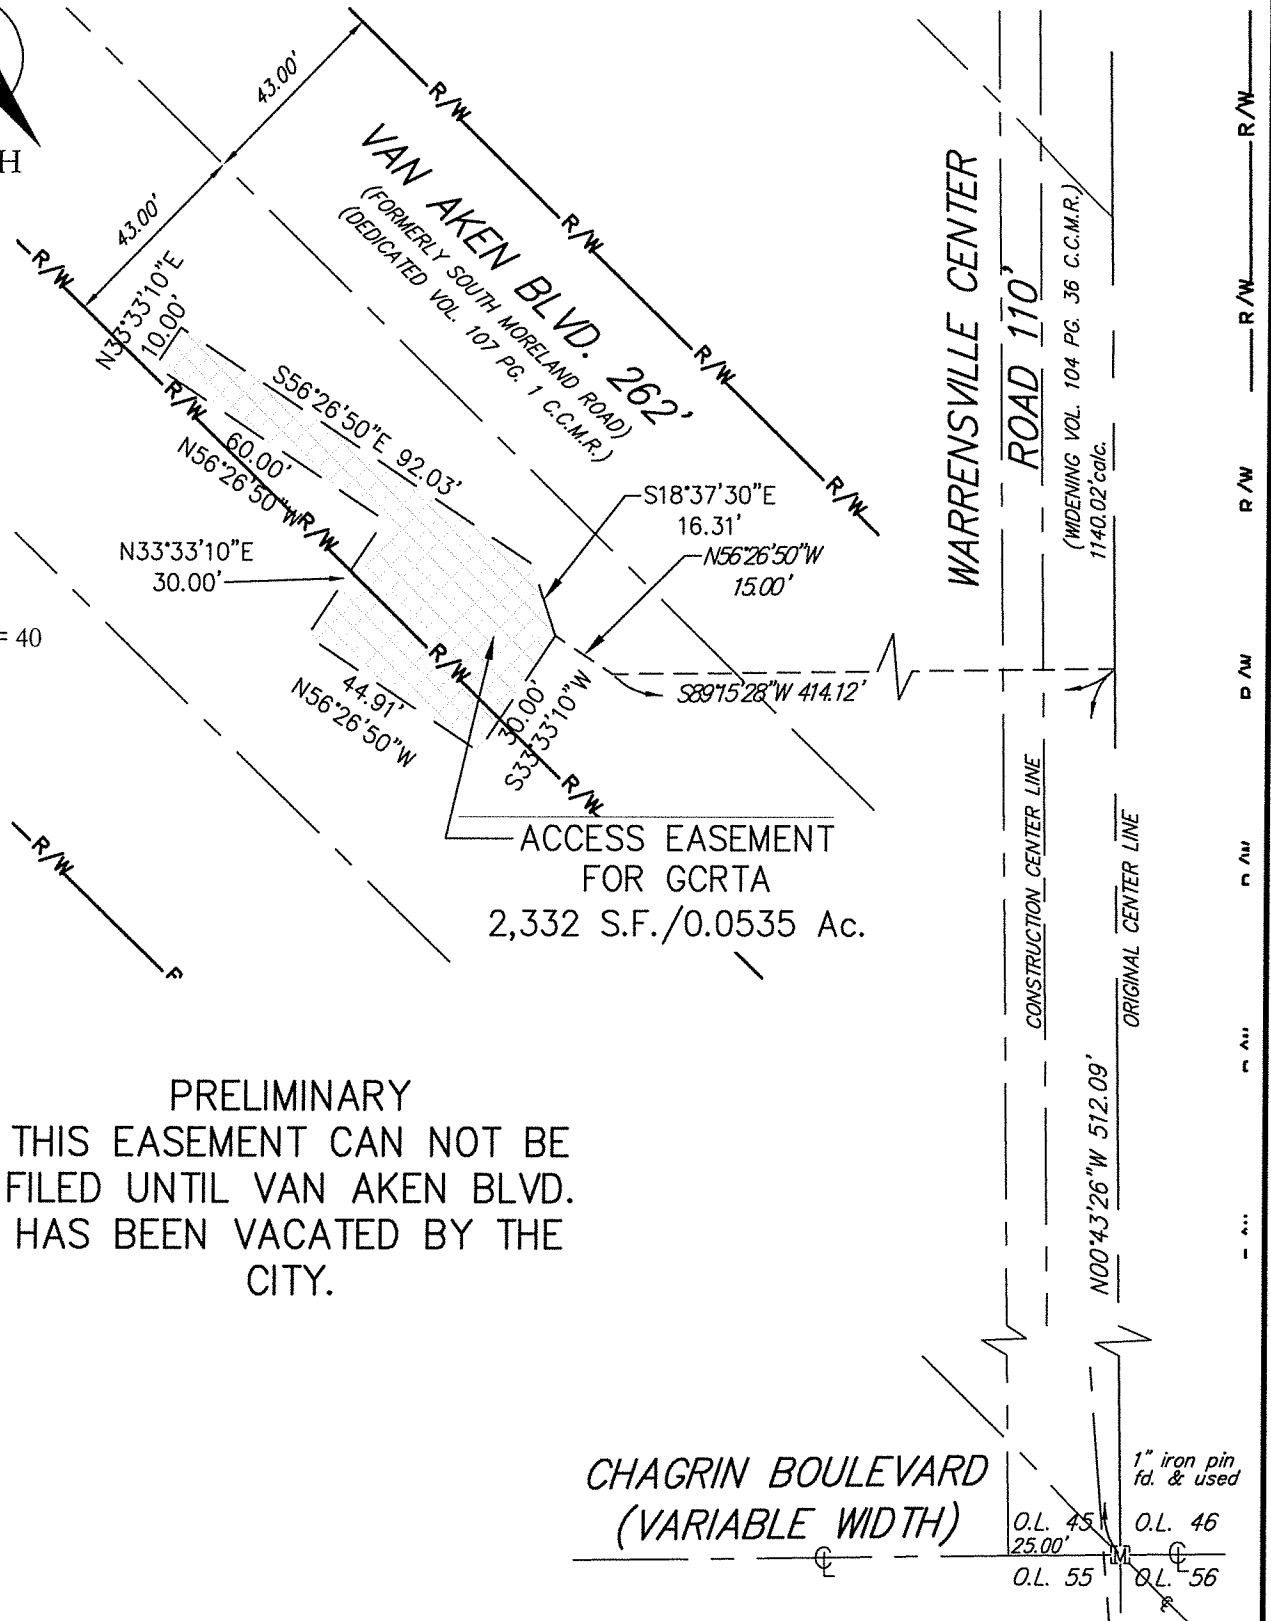 H
= 40
43.00'
43.00'
R/W
R/W
R/W
R/W
R/W
R/W
R/W
R/W
R/W
R/W
R/W
VAN AKEN BLVD. 262'
(FORMERLY SOUTH MORELAND ROAD)
(DEDICATED VOL. 107 PG. 1 C.C.M.R.)
N33°33'10"E
10.00'
S56°26'50"E 92.03'
60.00'
N56°26'50"W
N33°33'10"E
30.00'
S18°37'30"E
16.31'
N56°26'50"W
15.00'
S89°15'28"W 414.12'
44.91'
N56°26'50"W
30.00'
S33°33'10"W
ACCESS EASEMENT
FOR GCRTA
2,332 S.F./0.0535 Ac.
WARRENSVILLE CENTER
ROAD 110'
(WIDENING VOL. 104 PG. 36 C.C.M.R.)
1140.02'calc.
R/W
R/W
R/W
CONSTRUCTION CENTER LINE
ORIGINAL CENTER LINE
N00°43'26"W 512.09'
PRELIMINARY
THIS EASEMENT CAN NOT BE
FILED UNTIL VAN AKEN BLVD.
HAS BEEN VACATED BY THE
CITY.
CHAGRIN BOULEVARD
(VARIABLE WIDTH)
1" iron pin
fd. & used
O.L. 45
O.L. 46
25.00'
M
O.L. 55
O.L. 56